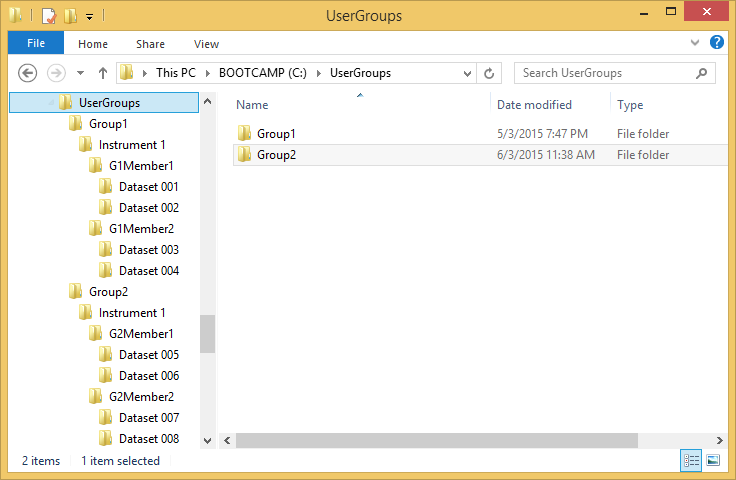 UserGroups
File Home Share View
This PC BOOTCAMP (C:) UserGroups Search UserGroups
UserGroups
Group1
Instrument 1
G1Member1
Dataset 001
Dataset 002
G1Member2
Dataset 003
Dataset 004
Group2
Instrument 1
G2Member1
Dataset 005
Dataset 006
G2Member2
Dataset 007
Dataset 008
Name Date modified Type
Group1 5/3/2015 7:47 PM File folder
Group2 6/3/2015 11:38 AM File folder
2 items 1 item selected